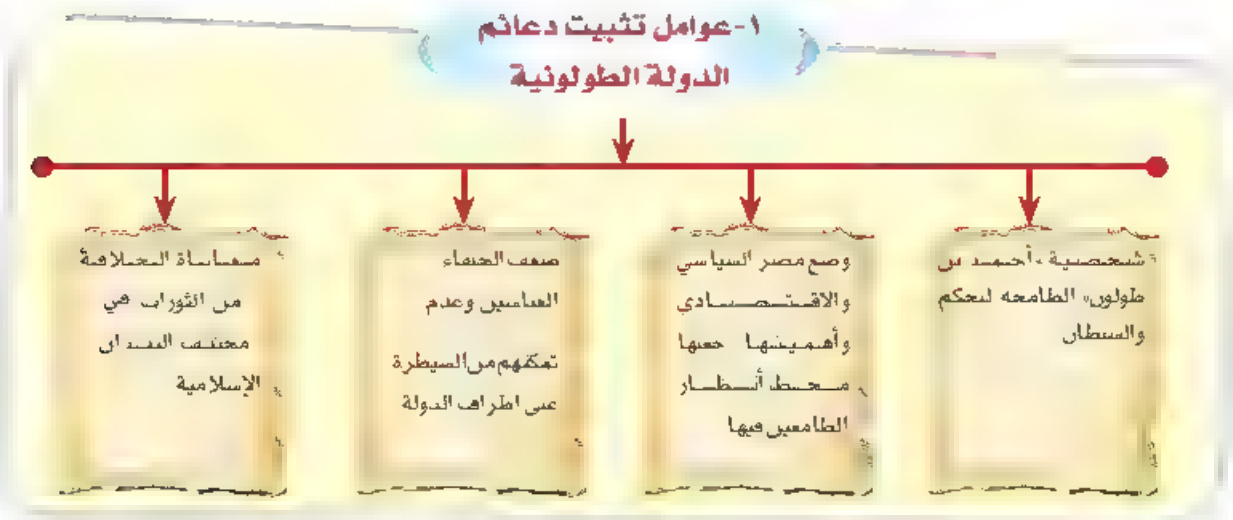 ١-عوامل تثبيت دعائم
الدولة الطولونية
شخصية «أحمد بن
طولون» الطامحة للحكم
والسلطان
وضع مصر السياسي
والاقتصادي
وأهميتها جعلها
محط أنظار
الطامعين فيها
ضعف الخلفاء
العباسيين وعدم
تمكنهم من السيطرة
على اطراف الدولة
معاناة الخلافة
من الثورات في
مختلف البلدان
الإسلامية